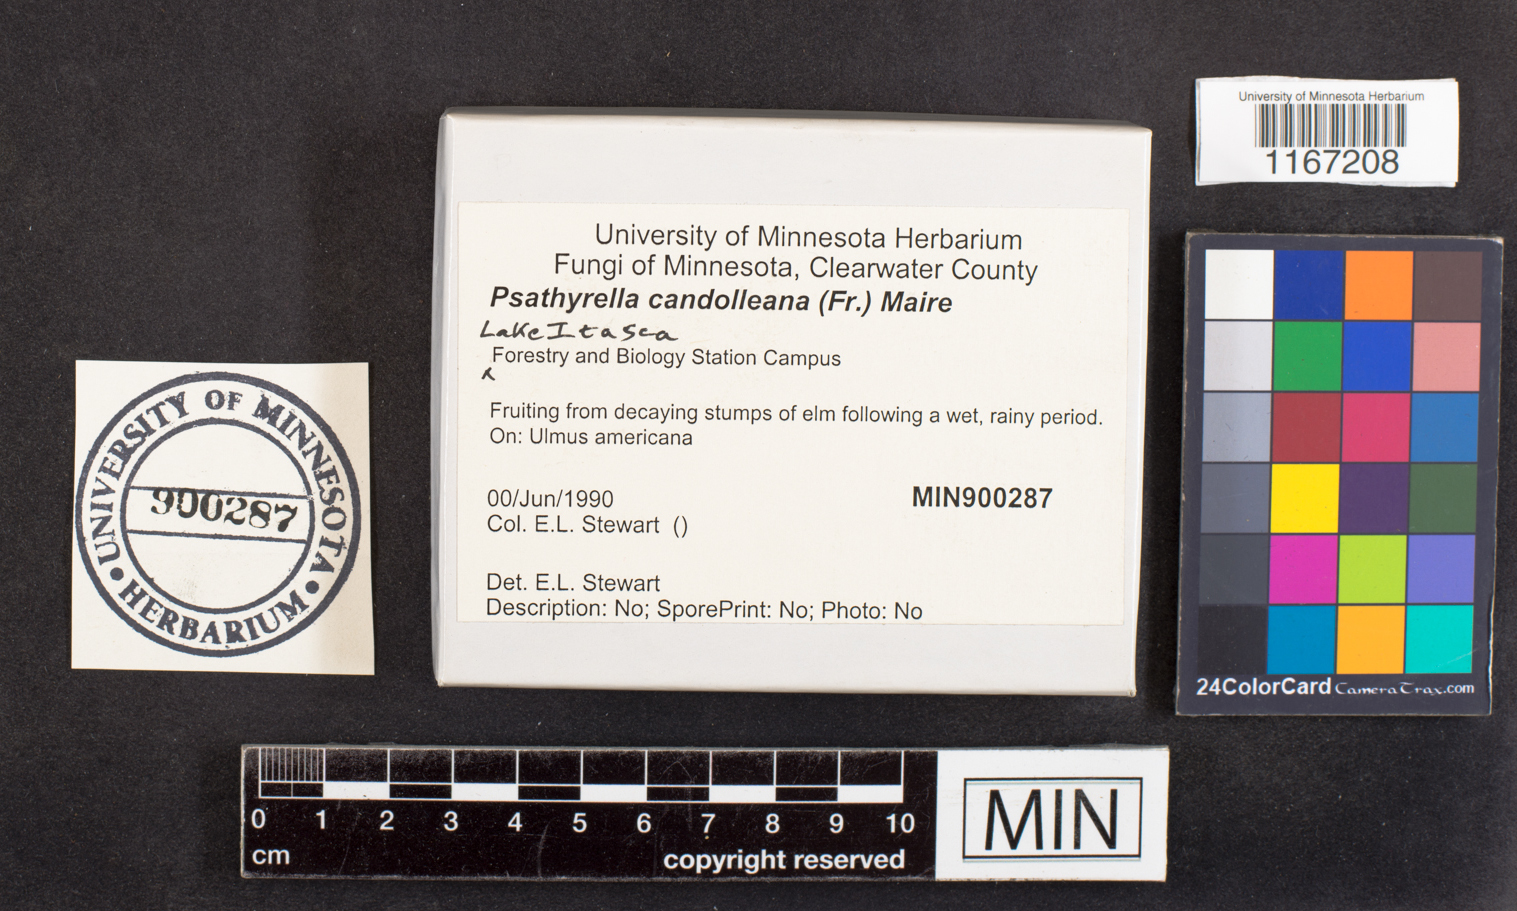 University of Minnesota Herbarium
1167208
University of Minnesota Herbarium
Fungi of Minnesota, Clearwater County
Psathyrella candolleana (Fr.) Maire
Lake Itasca
Forestry and Biology Station Campus
^
Fruiting from decaying stumps of elm following a wet, rainy period.
On: Ulmus americana
00/Jun/1990
MIN900287
Col. E.L. Stewart ()
Det. E.L. Stewart
Description: No; SporePrint: No; Photo: No
UNIVERSITY OF MINNESOTA
900287
• HERBARIUM •
24ColorCard CameraTrax.com
0 1 2 3 4 5 6 7 8 9 10
cm
copyright reserved
MIN